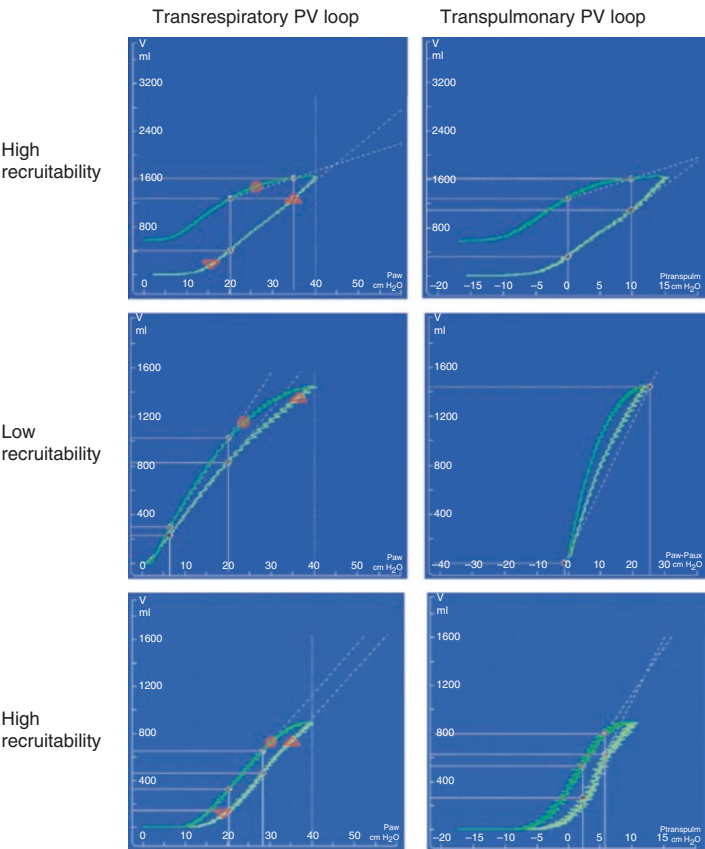 Transrespiratory PV loop Transpulmonary PV loop
High
recruitability
V
ml
3200
2400
1600
800
0 10 20 30 40 50
Paw
cm H2O
V
ml
3200
2400
1600
800
–20 –15 –10 –5 0 5 10 15
Ptranspulm
cm H2O
Low
recruitability
V
ml
1600
1200
800
400
0 10 20 30 40 50
Paw
cm H2O
V
ml
1600
1200
800
400
–40 –30 –20 –10 0 10 20 30
Paw-Paux
cm H2O
High
recruitability
V
ml
1600
1200
800
400
0 10 20 30 40 50
Paw
cm H2O
V
ml
1600
1200
800
400
–20 –15 –10 –5 0 5 10 15
Ptranspulm
cm H2O